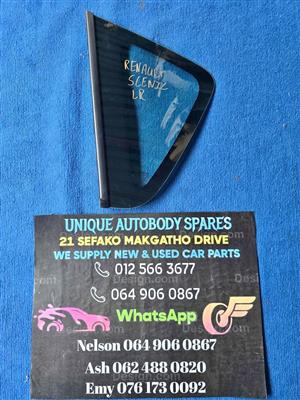 RENAULT
SCENIC
LR
UNIQUE AUTOBODY SPARES
21 SEFAKO MAKGATHO DRIVE
WE SUPPLY NEW & USED CAR PARTS
012 566 3677
064 906 0867
WhatsApp
Nelson 064 906 0867
Ash 062 488 0820
Emy 076 173 0092